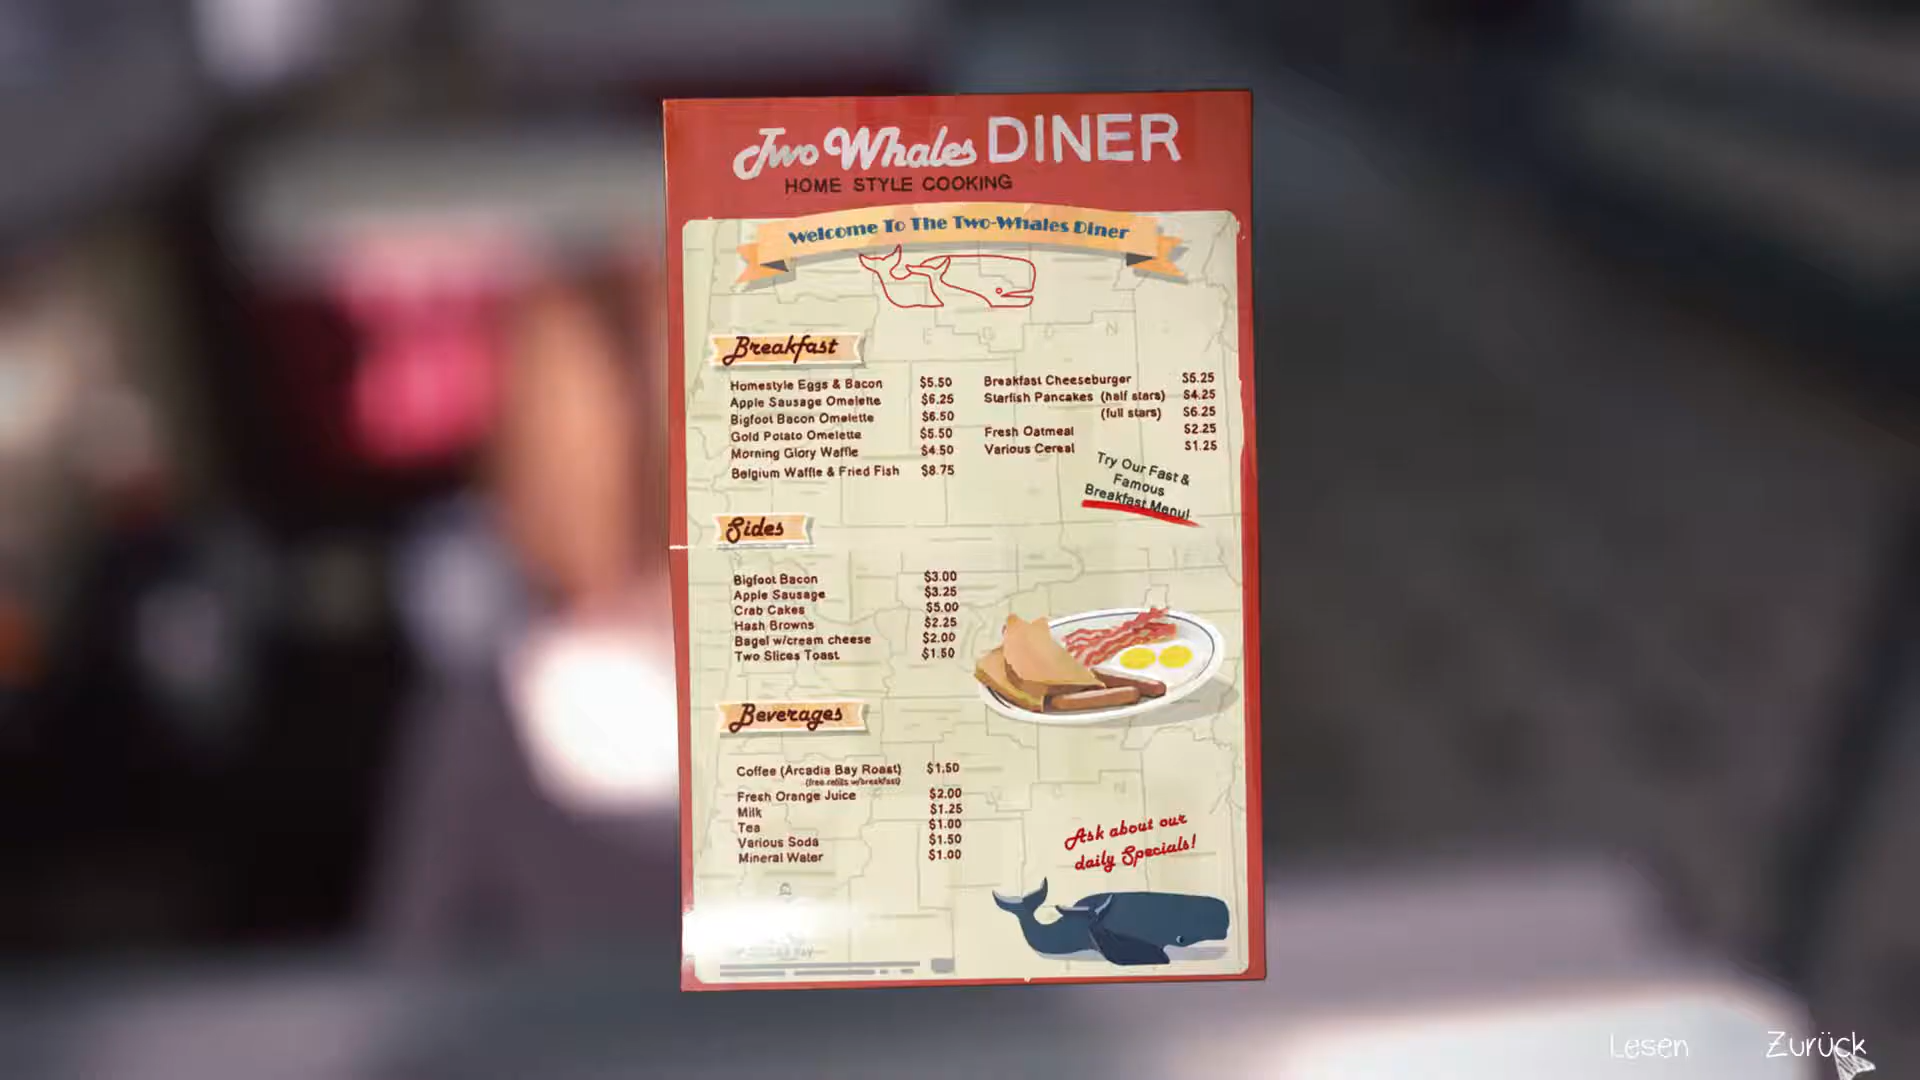 Two Whales DINER
HOME STYLE COOKING
Welcome To The Two-Whales Diner
E G O N
Breakfast
Homestyle Eggs & Bacon $5.50
Apple Sausage Omelette $6.25
Bigfoot Bacon Omelette $6.50
Gold Potato Omelette $5.50
Morning Glory Waffle $4.50
Belgium Waffle & Fried Fish $8.75
Breakfast Cheeseburger $5.25
Starfish Pancakes (half stars) $4.25
(full stars) $6.25
Fresh Oatmeal $2.25
Various Cereal $1.25
Try Our Fast &
Famous
Breakfast Menu!
Sides
Bigfoot Bacon $3.00
Apple Sausage $3.25
Crab Cakes $5.00
Hash Browns $2.25
Bagel w/cream cheese $2.00
Two Slices Toast $1.50
Beverages
Coffee (Arcadia Bay Roast) $1.50
(free refills w/breakfast)
Fresh Orange Juice $2.00
Milk $1.25
Tea $1.00
Various Soda $1.50
Mineral Water $1.00
Ask about our
daily Specials!
Lesen Zurück